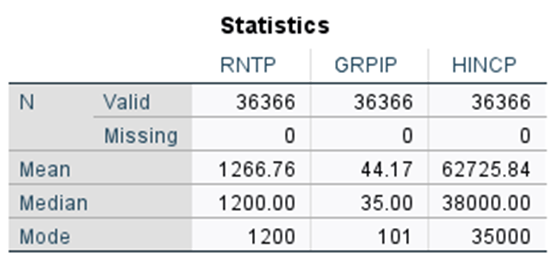 Statistics
RNTP GRPIP HINCP
N Valid 36366 36366 36366
Missing 0 0 0
Mean 1266.76 44.17 62725.84
Median 1200.00 35.00 38000.00
Mode 1200 101 35000